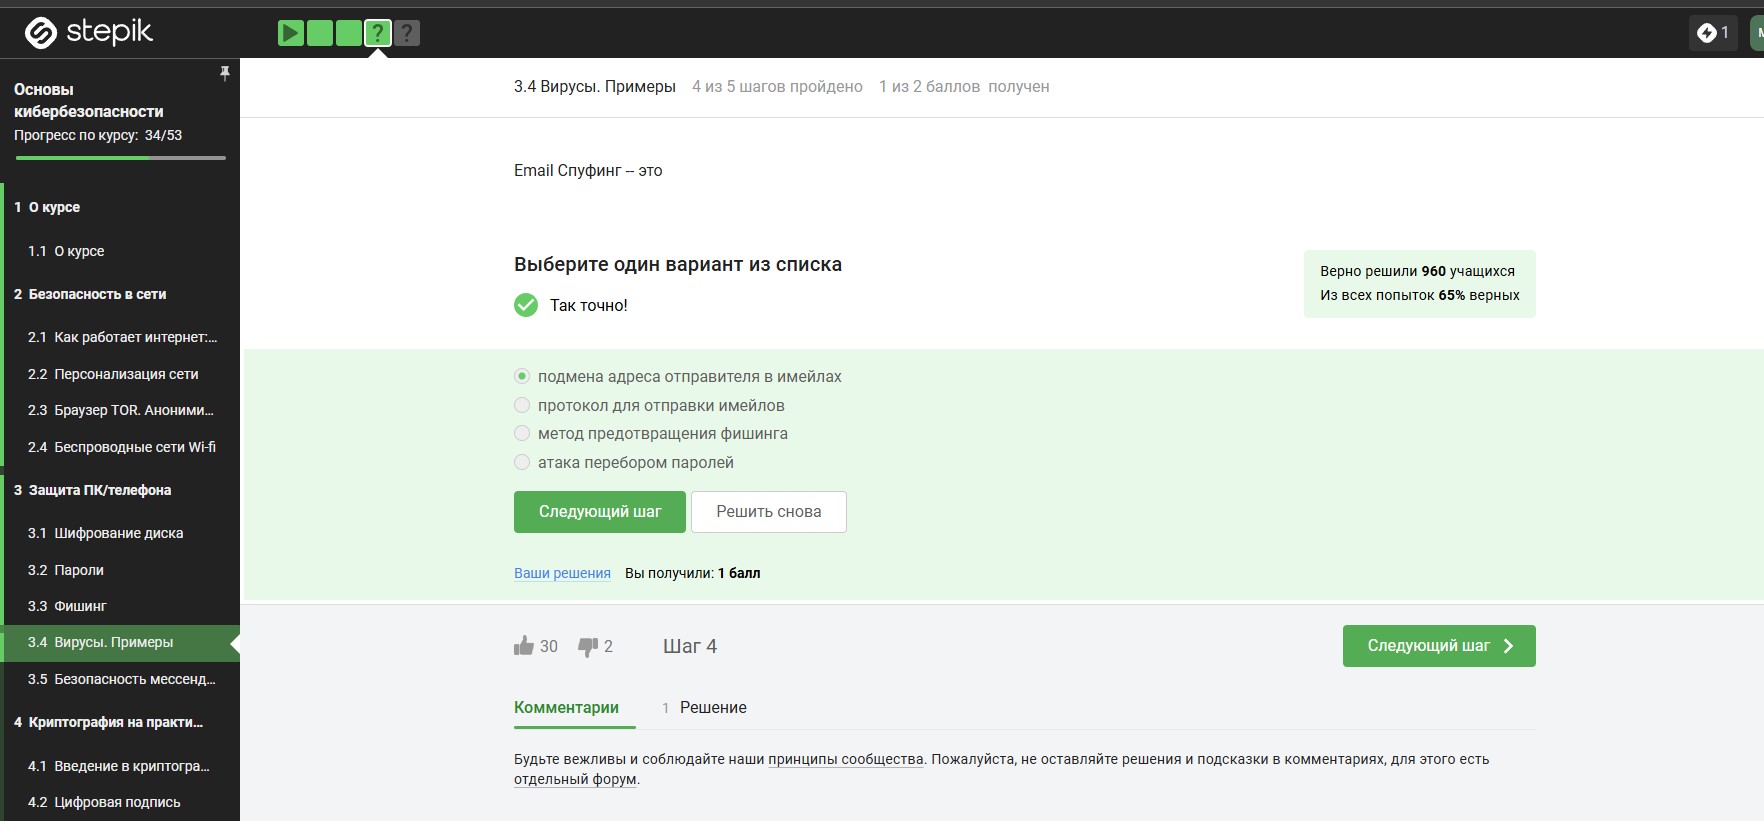 stepik
?
?
1
Основы
кибербезопасности
Прогресс по курсу: 34/53
1 О курсе
1.1 О курсе
2 Безопасность в сети
2.1 Как работает интернет:...
2.2 Персонализация сети
2.3 Браузер TOR. Аноними...
2.4 Беспроводные сети Wi-fi
3 Защита ПК/телефона
3.1 Шифрование диска
3.2 Пароли
3.3 Фишинг
3.4 Вирусы. Примеры
3.5 Безопасность мессенд...
4 Криптография на практи...
4.1 Введение в криптогра...
4.2 Цифровая подпись
3.4 Вирусы. Примеры 4 из 5 шагов пройдено 1 из 2 баллов получен
Email Спуфинг -- это
Выберите один вариант из списка
Так точно!
Верно решили 960 учащихся
Из всех попыток 65% верных
подмена адреса отправителя в имейлах
протокол для отправки имейлов
метод предотвращения фишинга
атака перебором паролей
Следующий шаг
Решить снова
Ваши решения Вы получили: 1 балл
30 2 Шаг 4
Следующий шаг
Комментарии 1 Решение
Будьте вежливы и соблюдайте наши принципы сообщества. Пожалуйста, не оставляйте решения и подсказки в комментариях, для этого есть
отдельный форум.